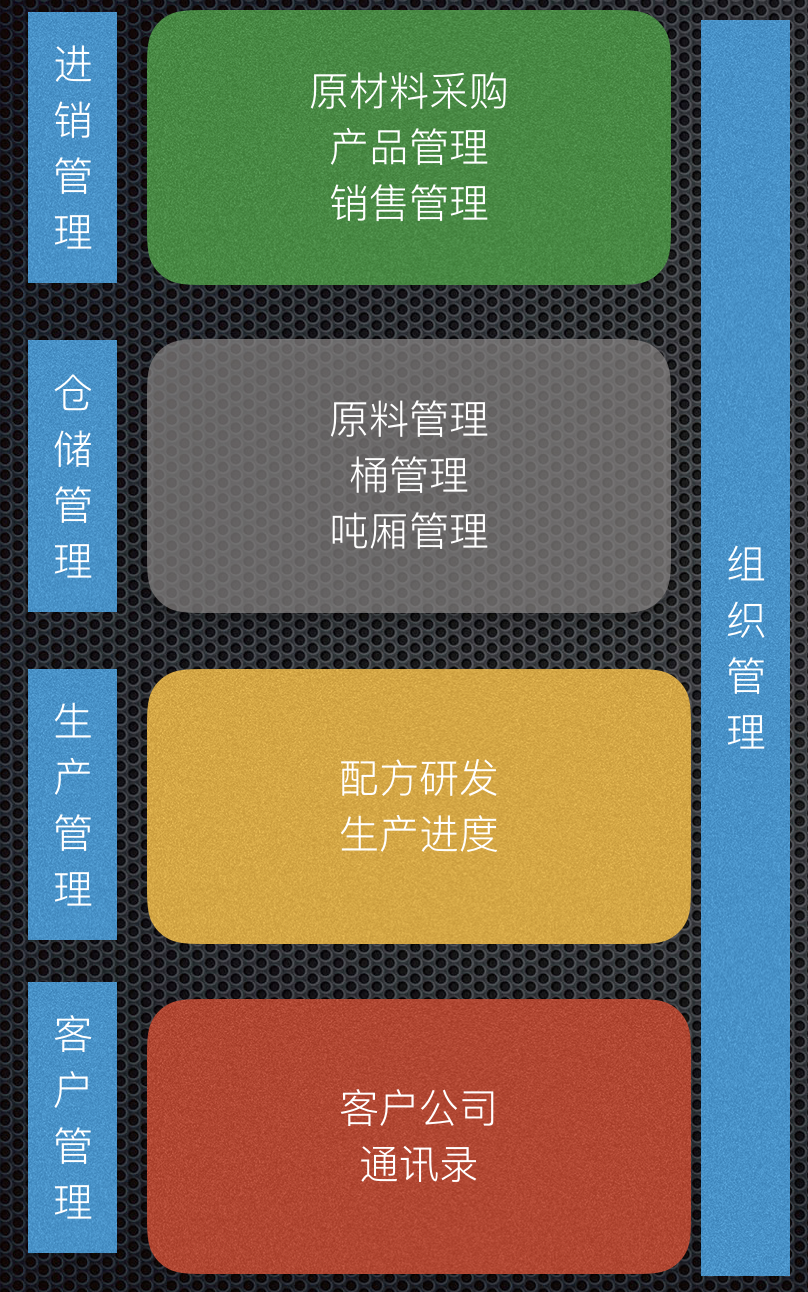 进销管理
原材料采购
产品管理
销售管理
仓储管理
原料管理
桶管理
吨厢管理
生产管理
配方研发
生产进度
客户管理
客户公司
通讯录
组织管理